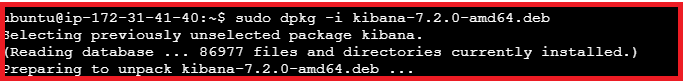 ubuntu@ip-172-31-41-40:~$ sudo dpkg -i kibana-7.2.0-amd64.deb
Selecting previously unselected package kibana.
(Reading database ... 86977 files and directories currently installed.)
Preparing to unpack kibana-7.2.0-amd64.deb ...